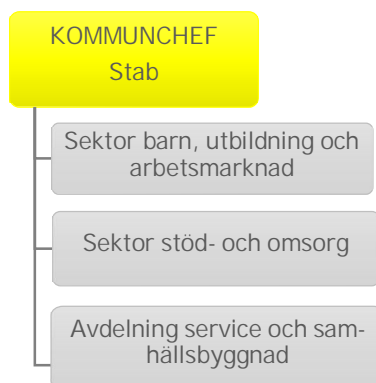 KOMMUNCHEF
Stab
Sektor barn, utbildning och
arbetsmarknad
Sektor stöd- och omsorg
Avdelning service och sam-
hällsbyggnad